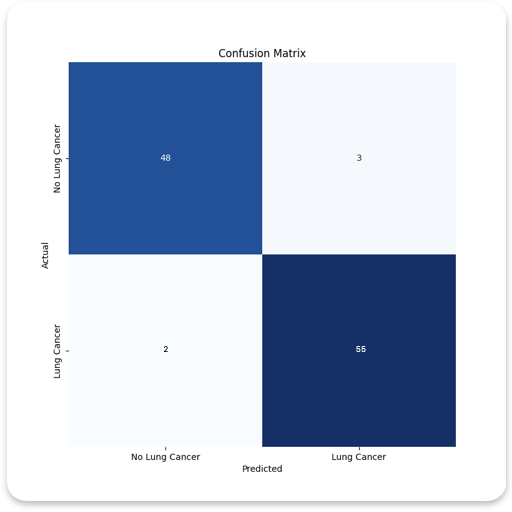 Confusion Matrix
No Lung Cancer
48
3
Actual
Lung Cancer
2
55
No Lung Cancer
Lung Cancer
Predicted